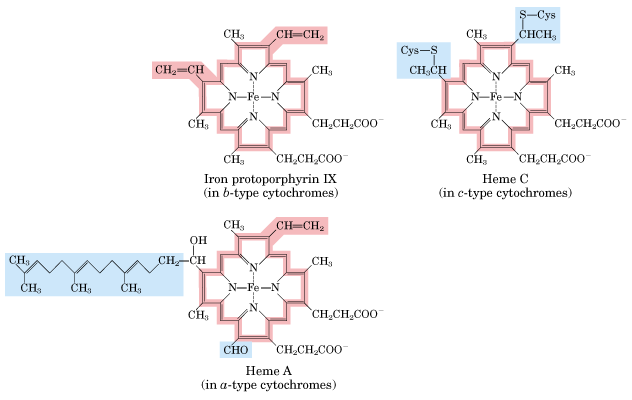 CH₃
CH=CH₂
CH₂=CH
CH₃
N
N—Fe—N
N
CH₃
CH₂CH₂COO⁻
CH₃
CH₂CH₂COO⁻
Iron protoporphyrin IX
(in b-type cytochromes)
S—Cys
CH₃
CHCH₃
Cys—S
CH₃CH
CH₃
N
N—Fe—N
N
CH₃
CH₂CH₂COO⁻
CH₃
CH₂CH₂COO⁻
Heme C
(in c-type cytochromes)
CH₃
CH=CH₂
OH
CH₃
CH₂—CH
CH₃
CH₃
CH₃
CH₃
N
N—Fe—N
N
CH₃
CH₂CH₂COO⁻
CHO
CH₂CH₂COO⁻
Heme A
(in a-type cytochromes)